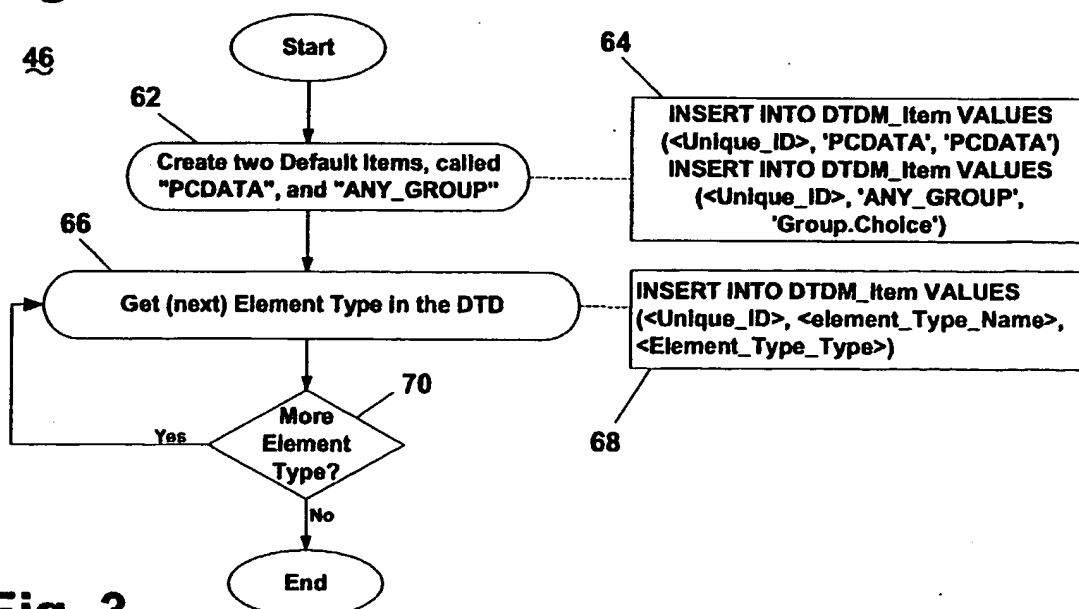 46
Start
62
Create two Default Items, called
"PCDATA", and "ANY_GROUP"
64
INSERT INTO DTDM_Item VALUES
(<Unique_ID>, 'PCDATA', 'PCDATA')
INSERT INTO DTDM_Item VALUES
(<Unique_ID>, 'ANY_GROUP',
'Group.Choice')
66
Get (next) Element Type in the DTD
INSERT INTO DTDM_Item VALUES
(<Unique_ID>, <element_Type_Name>,
<Element_Type_Type>)
68
70
More
Element
Type?
Yes
No
End